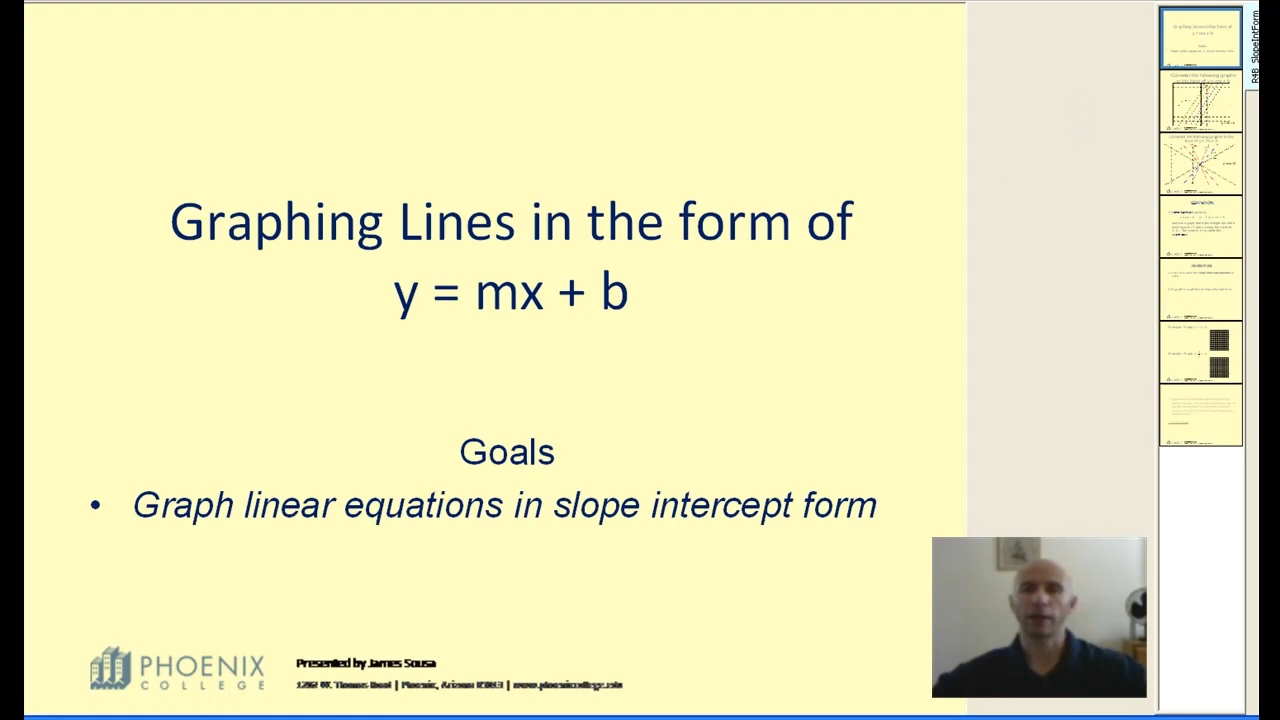 Graphing Lines in the form of
y = mx + b
Goals
• Graph linear equations in slope intercept form
PHOENIX
COLLEGE
Presented by James Sousa
R4B_SlopeIntForm